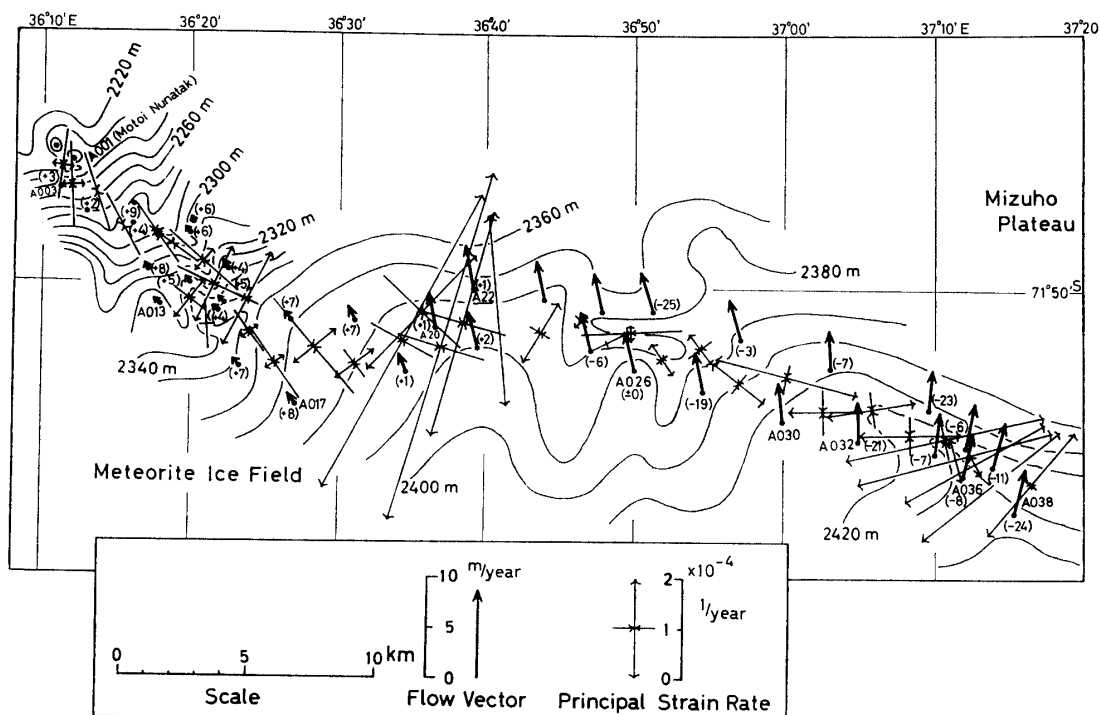 36°10'E 36°20' 36°30' 36°40' 36°50' 37°00' 37°10' 37°20
2220 m
A001 (Motoi Nunatak)
2260 m
(+3)
A003
(+2)
2300 m
(+9)
(+4)
(+6)
(+6)
2320 m
(+8)
(+5)
(+4)
(+5)
A013
(+4)
(+7)
(+7)
(+7)
2340 m
(+8)
A017
(+1)
(+1)
A20
(+1)
A22
(+2)
2360 m
(-25)
2380 m
Mizuho
Plateau
71°50'S
(-6)
A026
(±0)
(-3)
(-19)
(-7)
A030
A032
(-21)
(-23)
(-6)
(-7)
A036
(-8)
(-11)
A038
(-24)
2400 m
2420 m
Meteorite Ice Field
0 5 10 km
Scale
10 m/year
5
0
Flow Vector
2 ×10⁻⁴
1 1/year
0
Principal Strain Rate